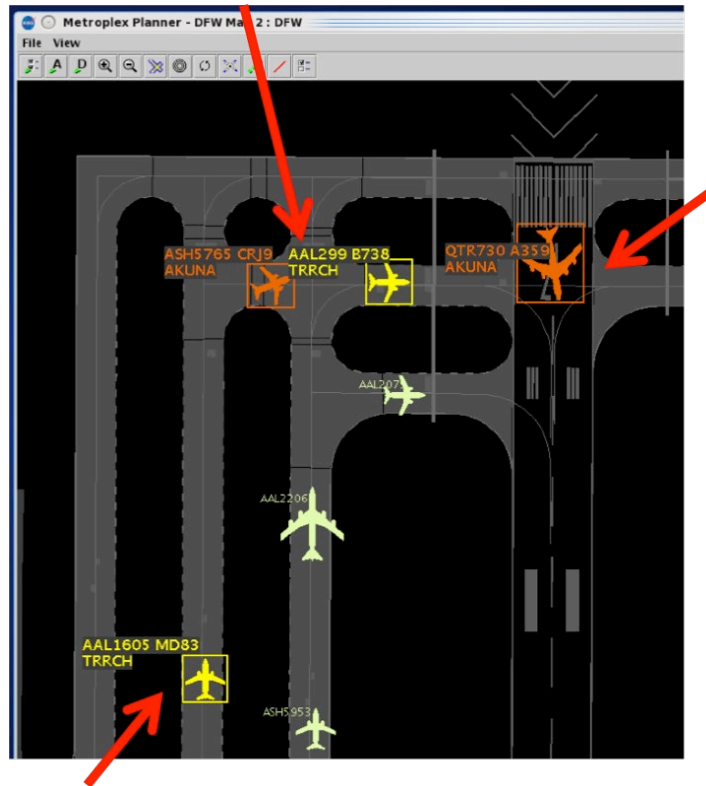 Metroplex Planner - DFW Ma 2 : DFW
File View
A D
ASH5765 CRJ9
AKUNA
AAL299 B738
TRRCH
QTR730 A359
AKUNA
AAL2075
AAL2206
AAL1605 MD83
TRRCH
ASH5953